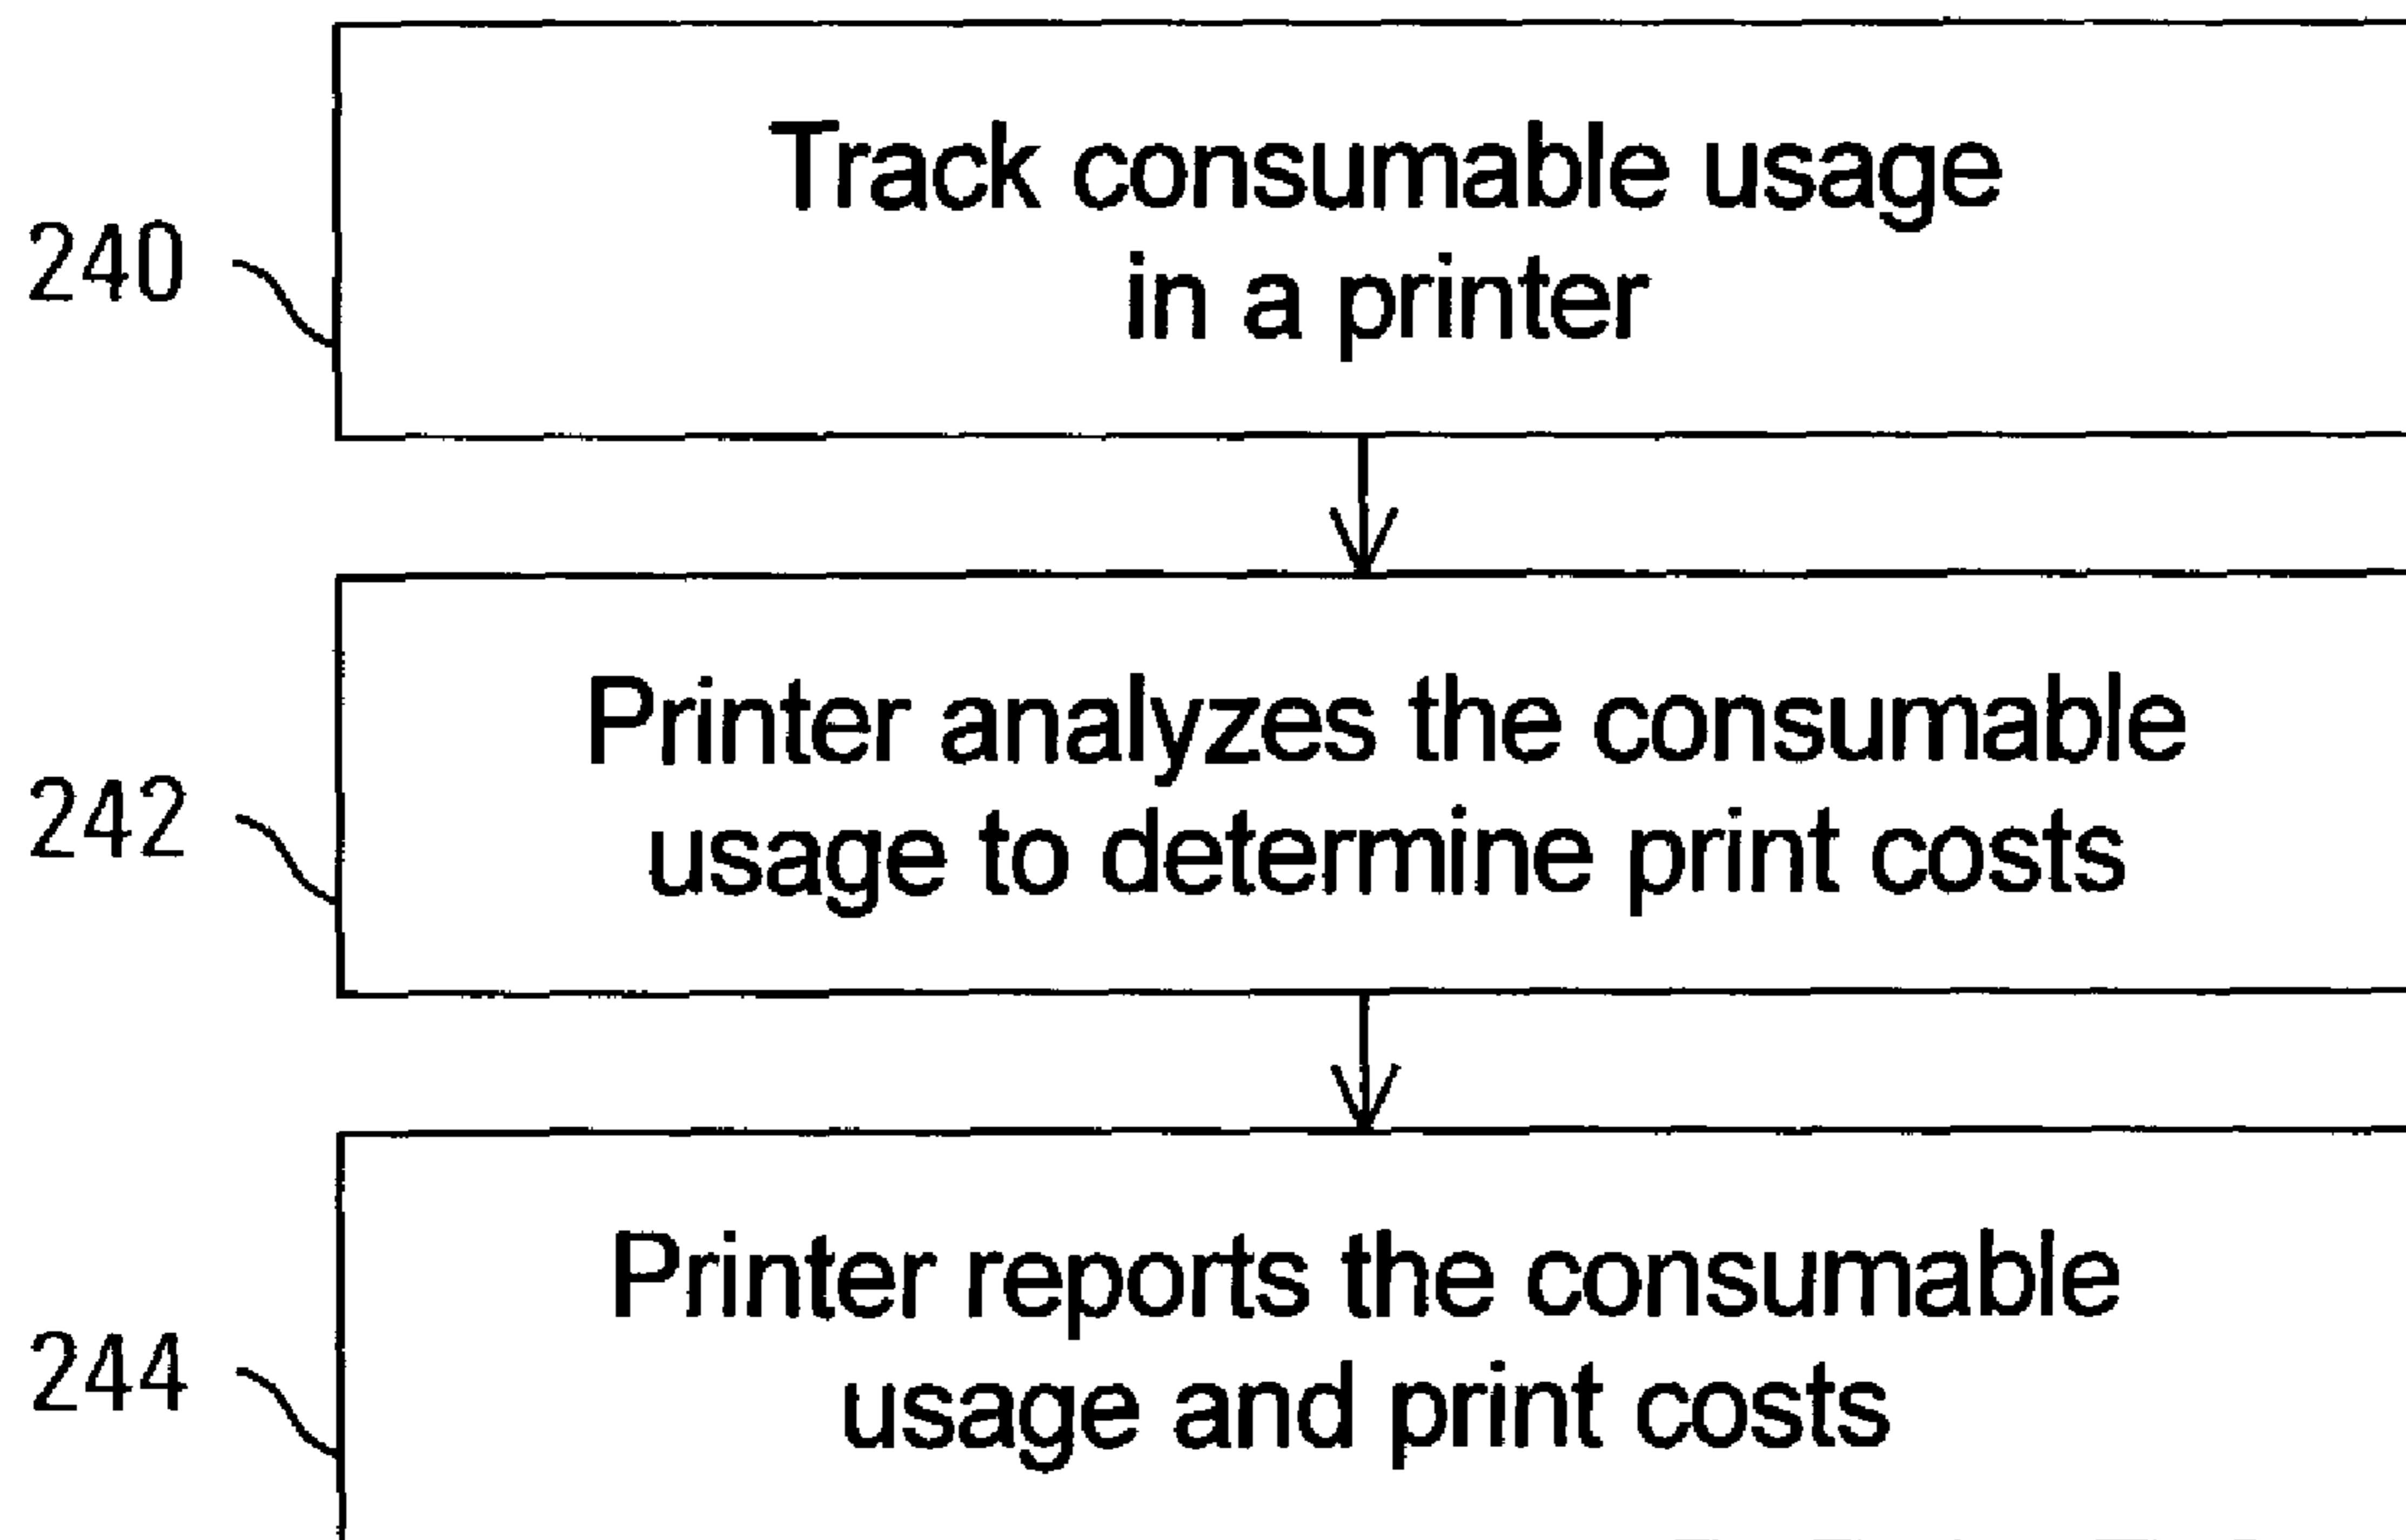 Track consumable usage
in a printer
240
Printer analyzes the consumable
usage to determine print costs
242
Printer reports the consumable
usage and print costs
244